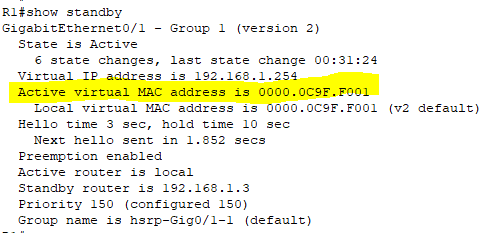 R1#show standby
GigabitEthernet0/1 - Group 1 (version 2)
State is Active
6 state changes, last state change 00:31:24
Virtual IP address is 192.168.1.254
Active virtual MAC address is 0000.0C9F.F001
Local virtual MAC address is 0000.0C9F.F001 (v2 default)
Hello time 3 sec, hold time 10 sec
Next hello sent in 1.852 secs
Preemption enabled
Active router is local
Standby router is 192.168.1.3
Priority 150 (configured 150)
Group name is hsrp-Gig0/1-1 (default)